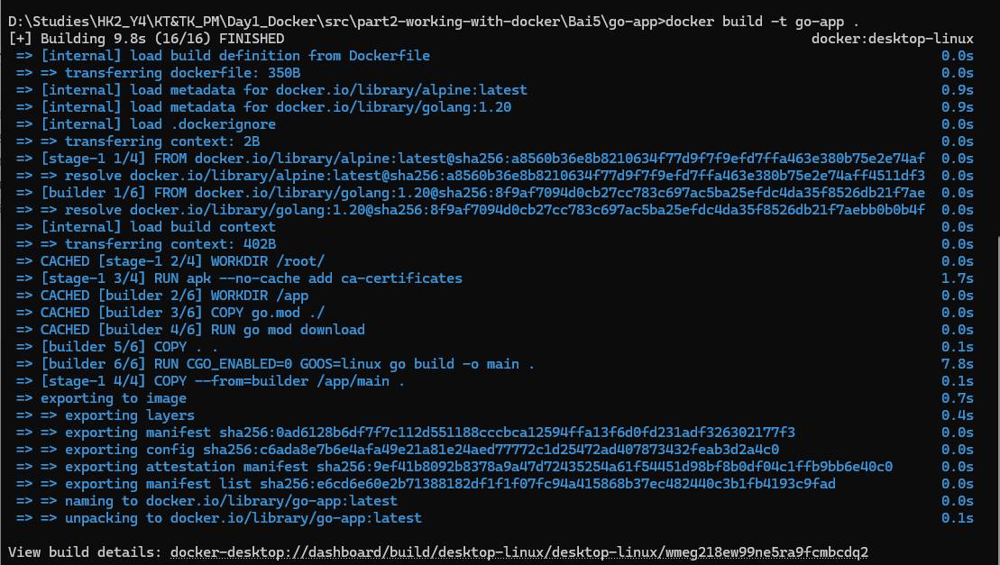 D:\Studies\HK2_Y4\KT&TK_PM\Day1_Docker\src\part2-working-with-docker\Bai5\go-app>docker build -t go-app .
[+] Building 9.8s (16/16) FINISHED docker:desktop-linux
=> [internal] load build definition from Dockerfile 0.0s
=> => transferring dockerfile: 350B 0.0s
=> [internal] load metadata for docker.io/library/alpine:latest 0.9s
=> [internal] load metadata for docker.io/library/golang:1.20 0.9s
=> [internal] load .dockerignore 0.0s
=> => transferring context: 2B 0.0s
=> [stage-1 1/4] FROM docker.io/library/alpine:latest@sha256:a8560b36e8b8210634f77d9f7f9efd7ffa463e380b75e2e74af 0.0s
=> => resolve docker.io/library/alpine:latest@sha256:a8560b36e8b8210634f77d9f7f9efd7ffa463e380b75e2e74aff4511df3 0.0s
=> [builder 1/6] FROM docker.io/library/golang:1.20@sha256:8f9af7094d0cb27cc783c697ac5ba25efdc4da35f8526db21f7ae 0.0s
=> => resolve docker.io/library/golang:1.20@sha256:8f9af7094d0cb27cc783c697ac5ba25efdc4da35f8526db21f7aebb0b0b4f 0.0s
=> [internal] load build context 0.0s
=> => transferring context: 402B 0.0s
=> CACHED [stage-1 2/4] WORKDIR /root/ 0.0s
=> [stage-1 3/4] RUN apk --no-cache add ca-certificates 1.7s
=> CACHED [builder 2/6] WORKDIR /app 0.0s
=> CACHED [builder 3/6] COPY go.mod ./ 0.0s
=> CACHED [builder 4/6] RUN go mod download 0.0s
=> [builder 5/6] COPY . . 0.1s
=> [builder 6/6] RUN CGO_ENABLED=0 GOOS=linux go build -o main . 7.8s
=> [stage-1 4/4] COPY --from=builder /app/main . 0.1s
=> exporting to image 0.7s
=> => exporting layers 0.4s
=> => exporting manifest sha256:0ad6128b6df7f7c112d551188cccbca12594ffa13f6d0fd231adf326302177f3 0.0s
=> => exporting config sha256:c6ada8e7b6e4afa49e21a81e24aed77772c1d25472ad407873432feab3d2a4c0 0.0s
=> => exporting attestation manifest sha256:9ef41b8092b8378a9a47d72435254a61f54451d98bf8b0df04c1ffb9bb6e40c0 0.0s
=> => exporting manifest list sha256:e6cd6e60e2b71388182df1f1f07fc94a415868b37ec482440c3b1fb4193c9fad 0.0s
=> => naming to docker.io/library/go-app:latest 0.0s
=> => unpacking to docker.io/library/go-app:latest 0.1s
View build details: docker-desktop://dashboard/build/desktop-linux/desktop-linux/wmeg218ew99ne5ra9fcmbcdq2